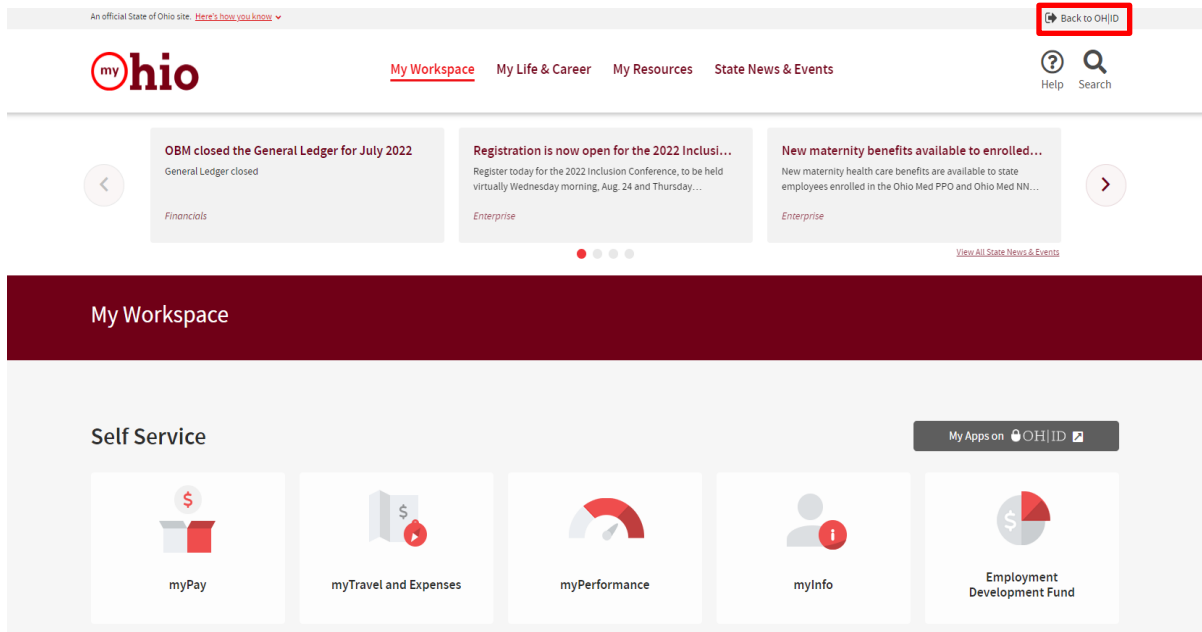 An official State of Ohio site. Here's how you know
Back to OH|ID
my Ohio
My Workspace
My Life & Career
My Resources
State News & Events
Help
Search
OBM closed the General Ledger for July 2022
General Ledger closed
Financials
Registration is now open for the 2022 Inclusi...
Register today for the 2022 Inclusion Conference, to be held
virtually Wednesday morning, Aug. 24 and Thursday...
Enterprise
New maternity benefits available to enrolled...
New maternity health care benefits are available to state
employees enrolled in the Ohio Med PPO and Ohio Med NN...
Enterprise
View All State News & Events
My Workspace
Self Service
My Apps on OH|ID
$
myPay
$
myTravel and Expenses
myPerformance
i
myInfo
$
Employment
Development Fund